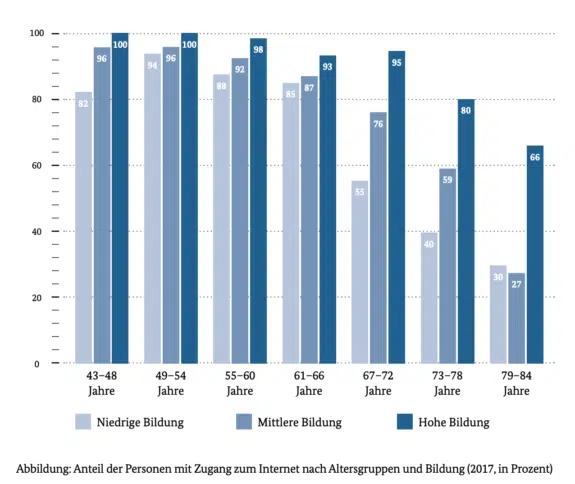 100
80
60
40
20
0
82 96 100
94 96 100
88 92 98
85 87 93
55 76 95
40 59 80
30 27 66
43–48 49–54 55–60 61–66 67–72 73–78 79–84
Jahre Jahre Jahre Jahre Jahre Jahre Jahre
Niedrige Bildung Mittlere Bildung Hohe Bildung
Abbildung: Anteil der Personen mit Zugang zum Internet nach Altersgruppen und Bildung (2017, in Prozent)